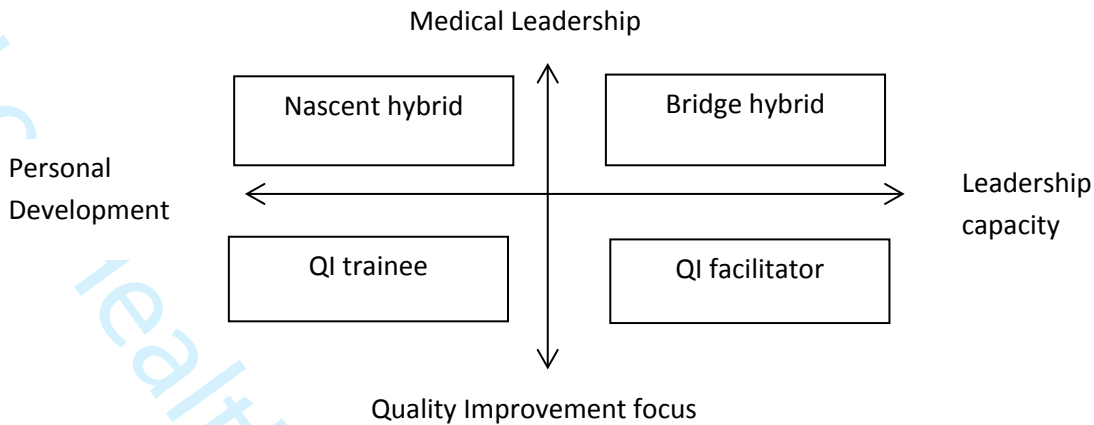 Medical Leadership
Nascent hybrid
Bridge hybrid
Personal
Development
Leadership
capacity
QI trainee
QI facilitator
Quality Improvement focus